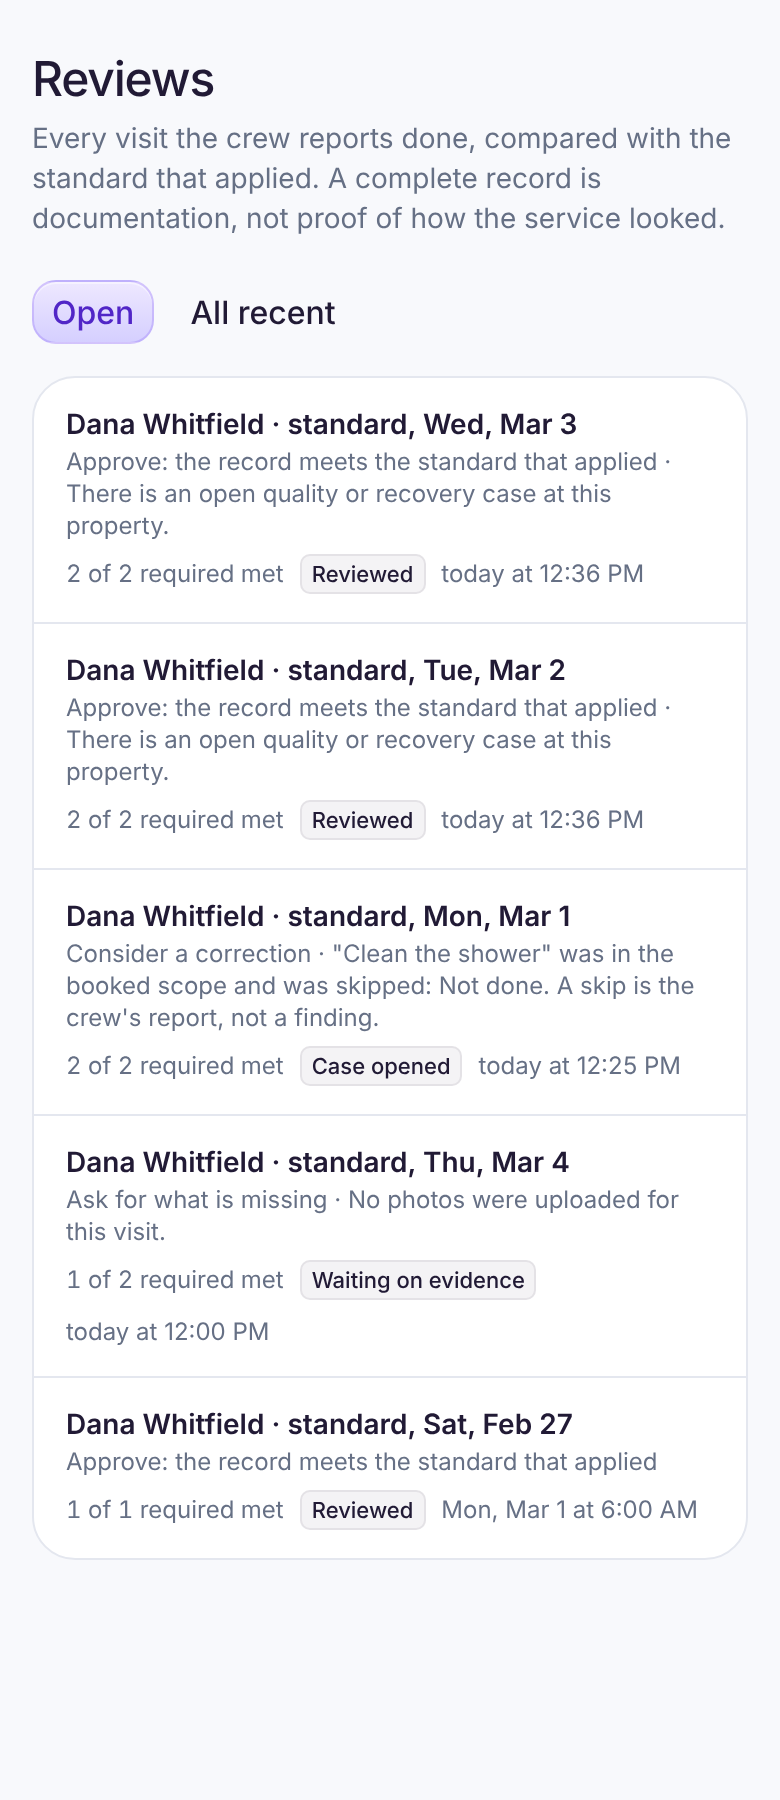 Reviews
Every visit the crew reports done, compared with the
standard that applied. A complete record is
documentation, not proof of how the service looked.
Open
All recent
Dana Whitfield · standard, Wed, Mar 3
Approve: the record meets the standard that applied ·
There is an open quality or recovery case at this
property.
2 of 2 required met Reviewed today at 12:36 PM
Dana Whitfield · standard, Tue, Mar 2
Approve: the record meets the standard that applied ·
There is an open quality or recovery case at this
property.
2 of 2 required met Reviewed today at 12:36 PM
Dana Whitfield · standard, Mon, Mar 1
Consider a correction · "Clean the shower" was in the
booked scope and was skipped: Not done. A skip is the
crew's report, not a finding.
2 of 2 required met Case opened today at 12:25 PM
Dana Whitfield · standard, Thu, Mar 4
Ask for what is missing · No photos were uploaded for
this visit.
1 of 2 required met Waiting on evidence
today at 12:00 PM
Dana Whitfield · standard, Sat, Feb 27
Approve: the record meets the standard that applied
1 of 1 required met Reviewed Mon, Mar 1 at 6:00 AM